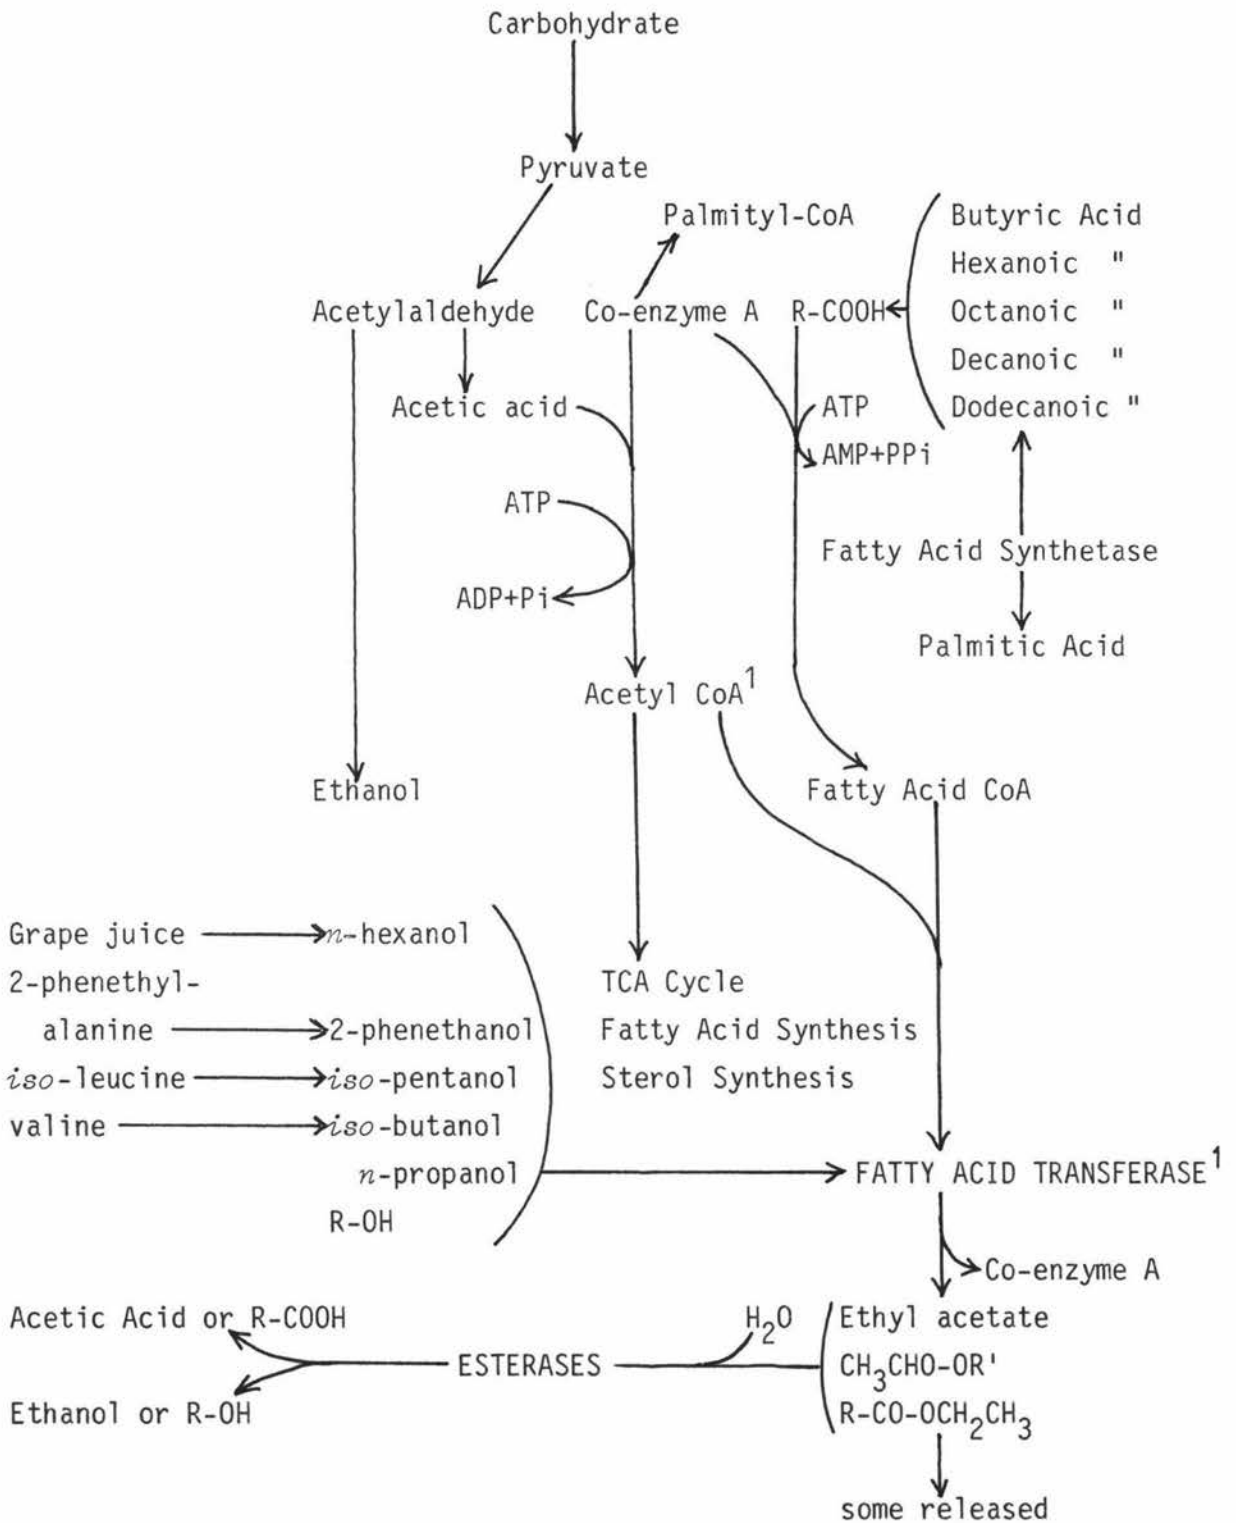 Carbohydrate
Pyruvate
Palmityl-CoA
Butyric Acid
Hexanoic "
Acetylaldehyde Co-enzyme A R-COOH Octanoic "
Decanoic "
Acetic acid ATP Dodecanoic "
AMP+PPi
ATP
Fatty Acid Synthetase
ADP+Pi
Palmitic Acid
Acetyl CoA¹
Ethanol Fatty Acid CoA
Grape juice n-hexanol
2-phenethyl- TCA Cycle
alanine 2-phenethanol Fatty Acid Synthesis
iso-leucine iso-pentanol Sterol Synthesis
valine iso-butanol
n-propanol FATTY ACID TRANSFERASE¹
R-OH
Co-enzyme A
Acetic Acid or R-COOH H₂O Ethyl acetate
ESTERASES CH₃CHO-OR'
Ethanol or R-OH R-CO-OCH₂CH₃
some released